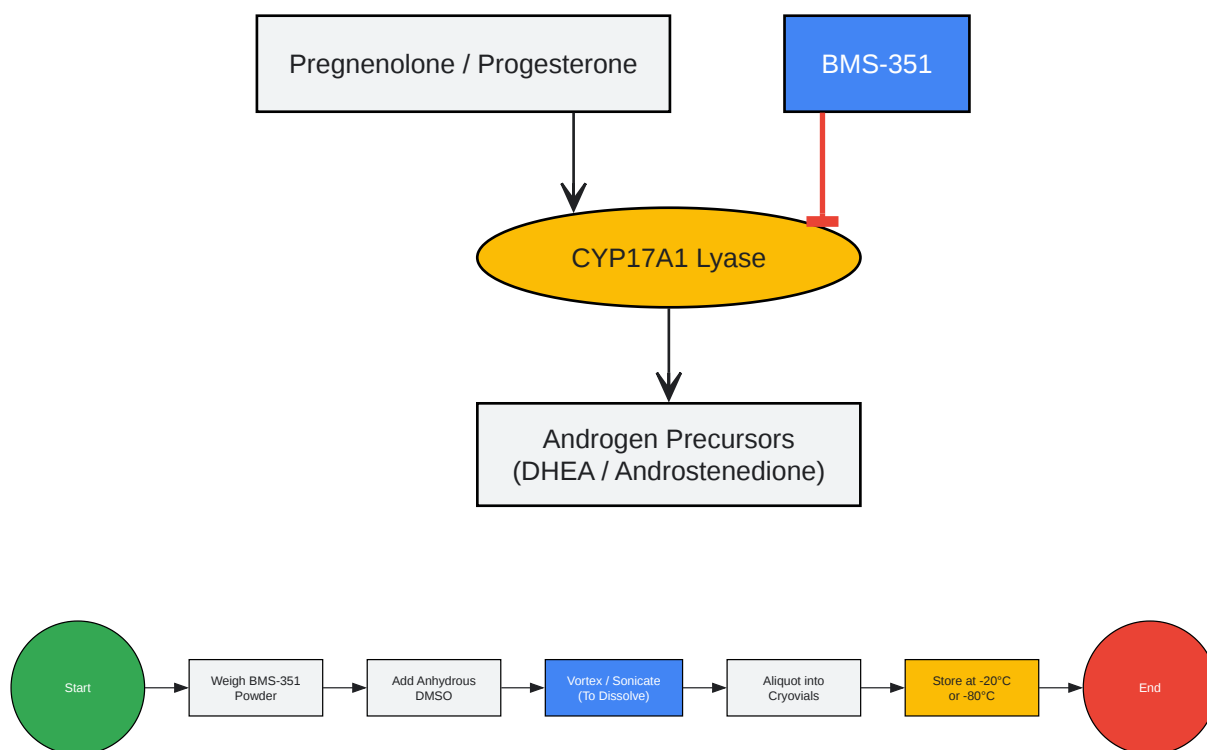 Pregnenolone / Progesterone
BMS-351
CYP17A1 Lyase
Androgen Precursors
(DHEA / Androstenedione)
Start
Weigh BMS-351
Powder
Add Anhydrous
DMSO
Vortex / Sonicate
(To Dissolve)
Aliquot into
Cryovials
Store at -20°C
or -80°C
End